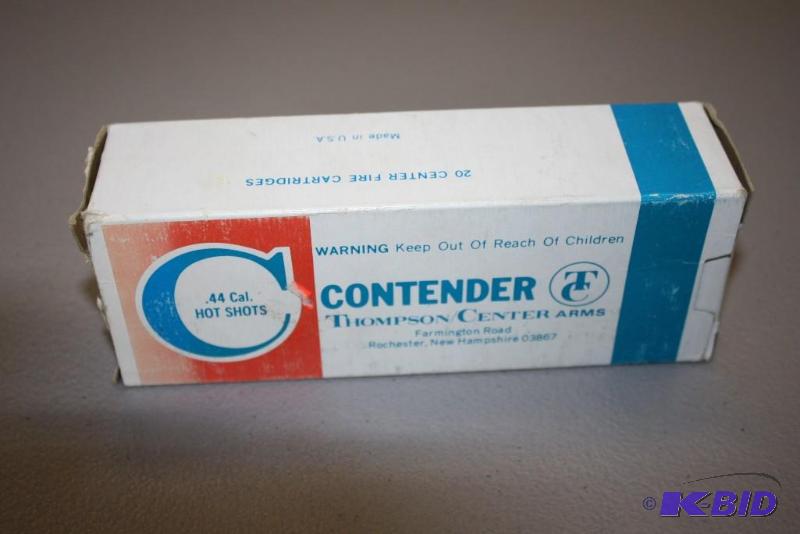 Made in U.S.A
20 CENTER FIRE CARTRIDGES
WARNING Keep Out Of Reach Of Children
.44 Cal.
HOT SHOTS
C
CONTENDER
TC
THOMPSON/CENTER ARMS
Farmington Road
Rochester, New Hampshire 03867
© K-BID